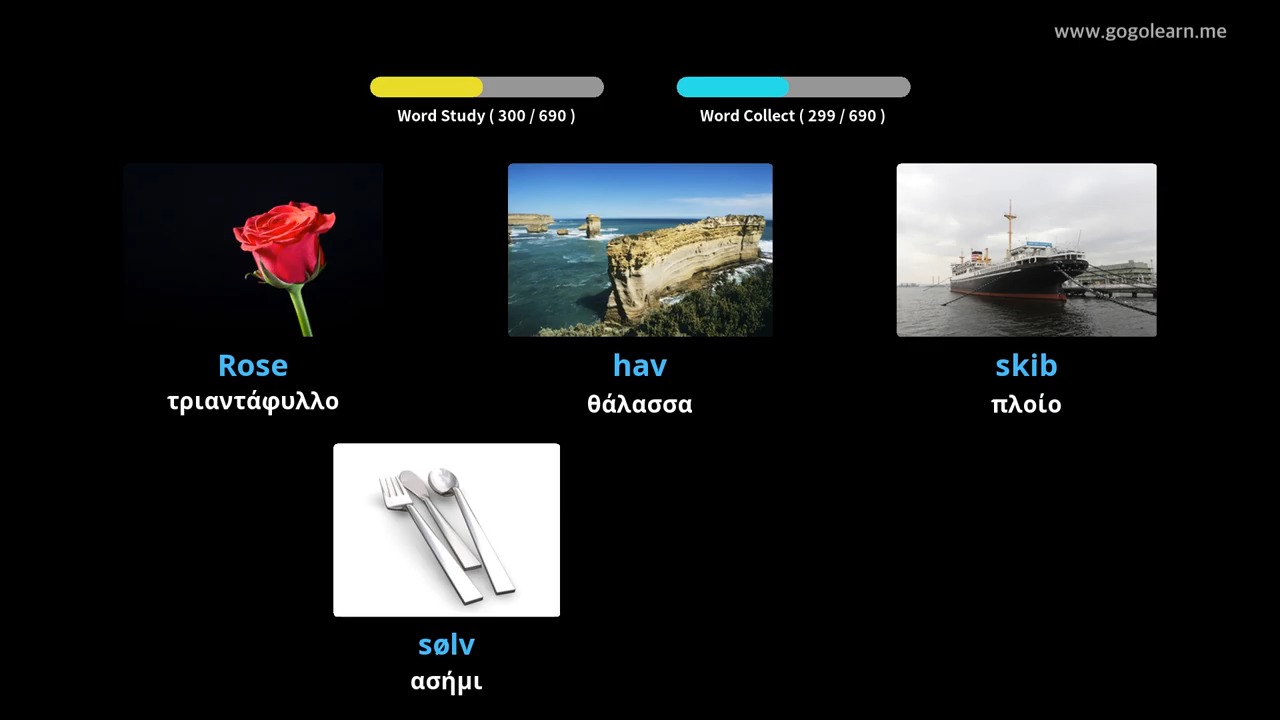 www.gogolearn.me
Word Study ( 300 / 690 )
Word Collect ( 299 / 690 )
Rose
τριαντάφυλλο
hav
θάλασσα
skib
πλοίο
sølv
ασήμι